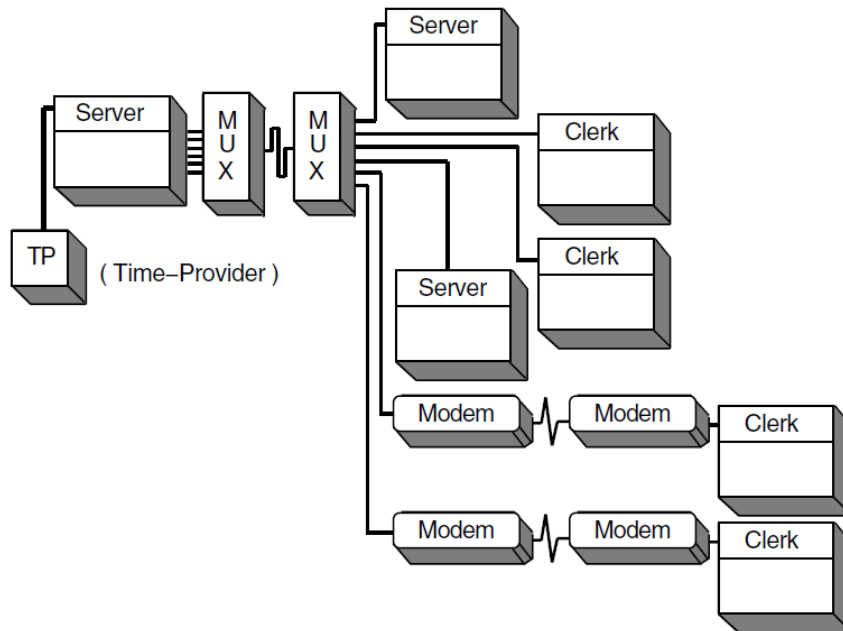 Server
Server
M
U
X
M
U
X
Clerk
TP
( Time–Provider )
Clerk
Server
Modem
Modem
Clerk
Modem
Modem
Clerk